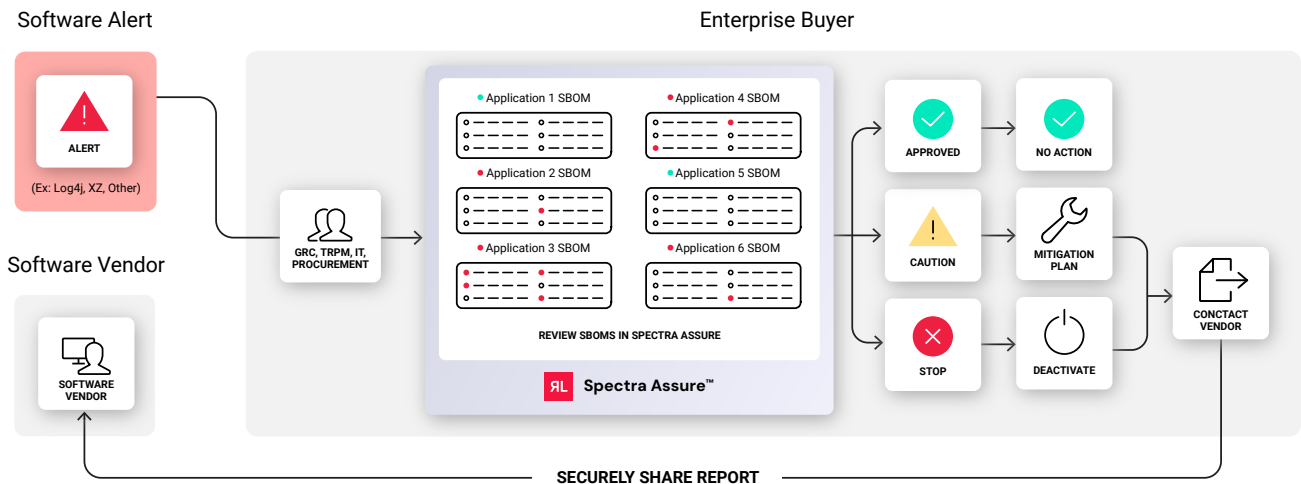 Software Alert
Enterprise Buyer
ALERT
(Ex: Log4j, XZ, Other)
Software Vendor
SOFTWARE
VENDOR
GRC, TRPM, IT,
PROCUREMENT
Application 1 SBOM
Application 4 SBOM
Application 2 SBOM
Application 5 SBOM
Application 3 SBOM
Application 6 SBOM
REVIEW SBOMS IN SPECTRA ASSURE
RL Spectra Assure™
APPROVED
NO ACTION
CAUTION
MITIGATION
PLAN
STOP
DEACTIVATE
CONCTACT
VENDOR
SECURELY SHARE REPORT